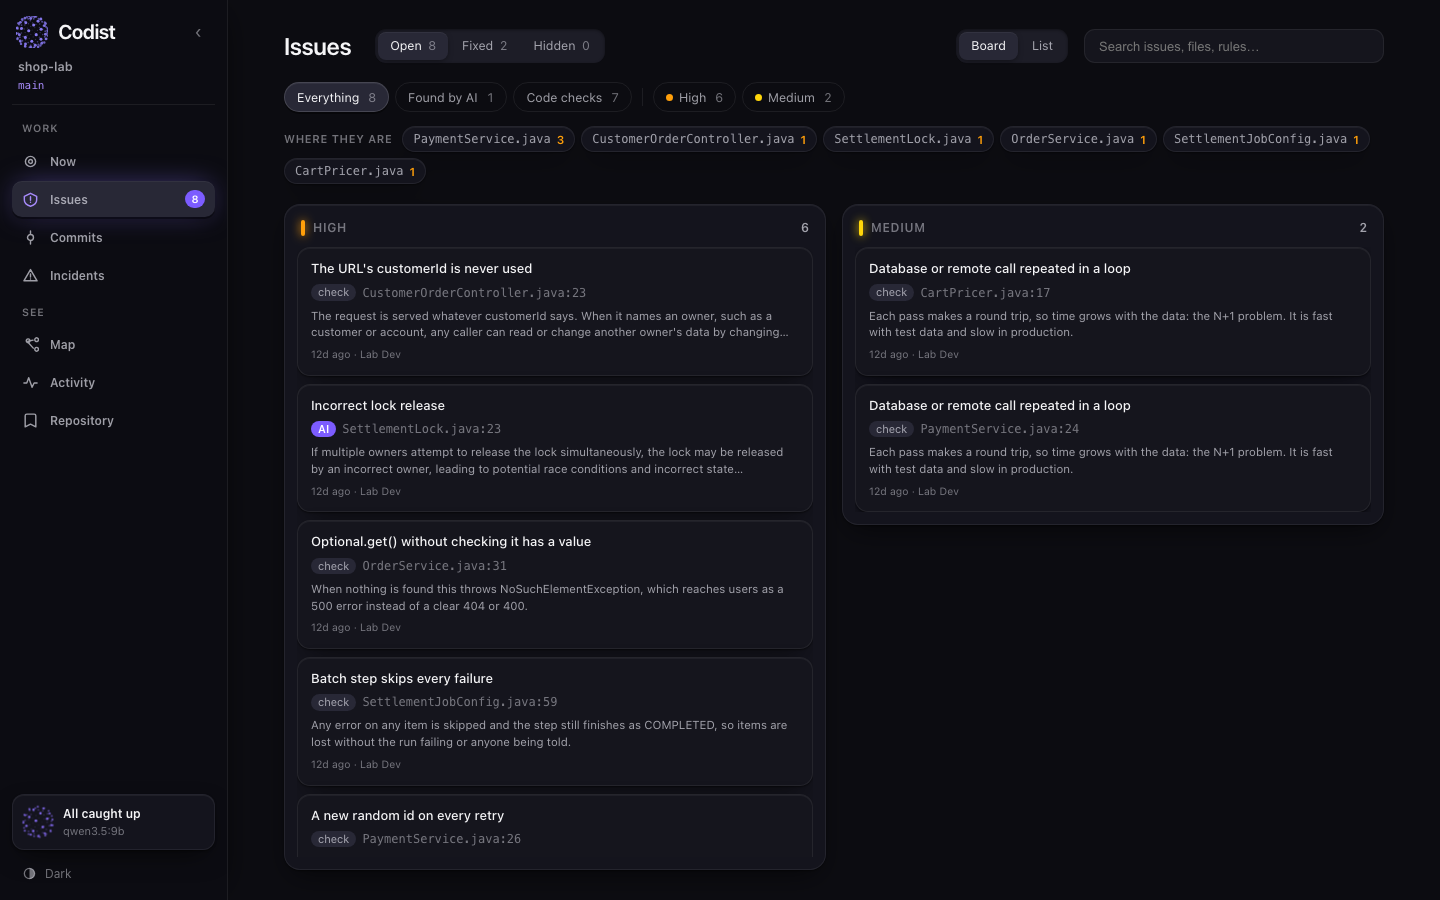 Codist
shop-lab
main
WORK
Now
Issues 8
Commits
Incidents
SEE
Map
Activity
Repository
All caught up
qwen3.5:9b
Dark
Issues
Open 8 Fixed 2 Hidden 0
Board List
Search issues, files, rules...
Everything 8 Found by AI 1 Code checks 7 High 6 Medium 2
WHERE THEY ARE PaymentService.java 3 CustomerOrderController.java 1 SettlementLock.java 1 OrderService.java 1 SettlementJobConfig.java 1
CartPricer.java 1
HIGH 6
The URL's customerId is never used
check CustomerOrderController.java:23
The request is served whatever customerId says. When it names an owner, such as a
customer or account, any caller can read or change another owner's data by changing...
12d ago · Lab Dev
Incorrect lock release
AI SettlementLock.java:23
If multiple owners attempt to release the lock simultaneously, the lock may be released
by an incorrect owner, leading to potential race conditions and incorrect state...
12d ago · Lab Dev
Optional.get() without checking it has a value
check OrderService.java:31
When nothing is found this throws NoSuchElementException, which reaches users as a
500 error instead of a clear 404 or 400.
12d ago · Lab Dev
Batch step skips every failure
check SettlementJobConfig.java:59
Any error on any item is skipped and the step still finishes as COMPLETED, so items are
lost without the run failing or anyone being told.
12d ago · Lab Dev
A new random id on every retry
check PaymentService.java:26
MEDIUM 2
Database or remote call repeated in a loop
check CartPricer.java:17
Each pass makes a round trip, so time grows with the data: the N+1 problem. It is fast
with test data and slow in production.
12d ago · Lab Dev
Database or remote call repeated in a loop
check PaymentService.java:24
Each pass makes a round trip, so time grows with the data: the N+1 problem. It is fast
with test data and slow in production.
12d ago · Lab Dev